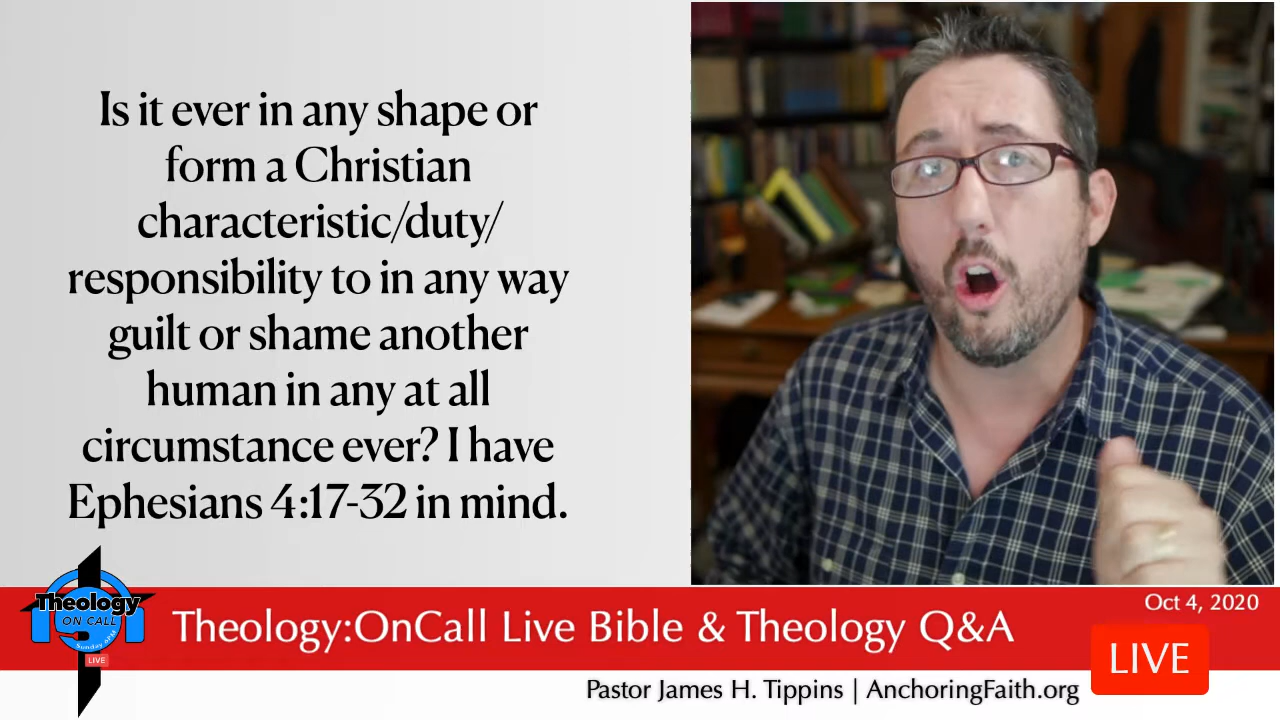 Is it ever in any shape or
form a Christian
characteristic/duty/
responsibility to in any way
guilt or shame another
human in any at all
circumstance ever? I have
Ephesians 4:17-32 in mind.
Theology
ON CALL
Sunday 6PM
LIVE
Theology:OnCall Live Bible & Theology Q&A
Oct 4, 2020
LIVE
Pastor James H. Tippins | AnchoringFaith.org